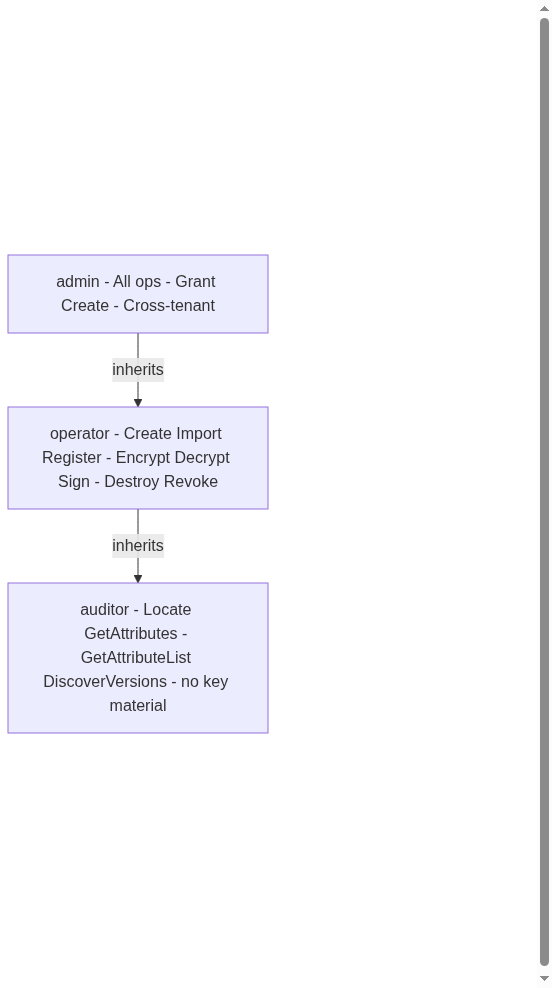 admin - All ops - Grant
Create - Cross-tenant
inherits
operator - Create Import
Register - Encrypt Decrypt
Sign - Destroy Revoke
inherits
auditor - Locate
GetAttributes -
GetAttributeList
DiscoverVersions - no key
material